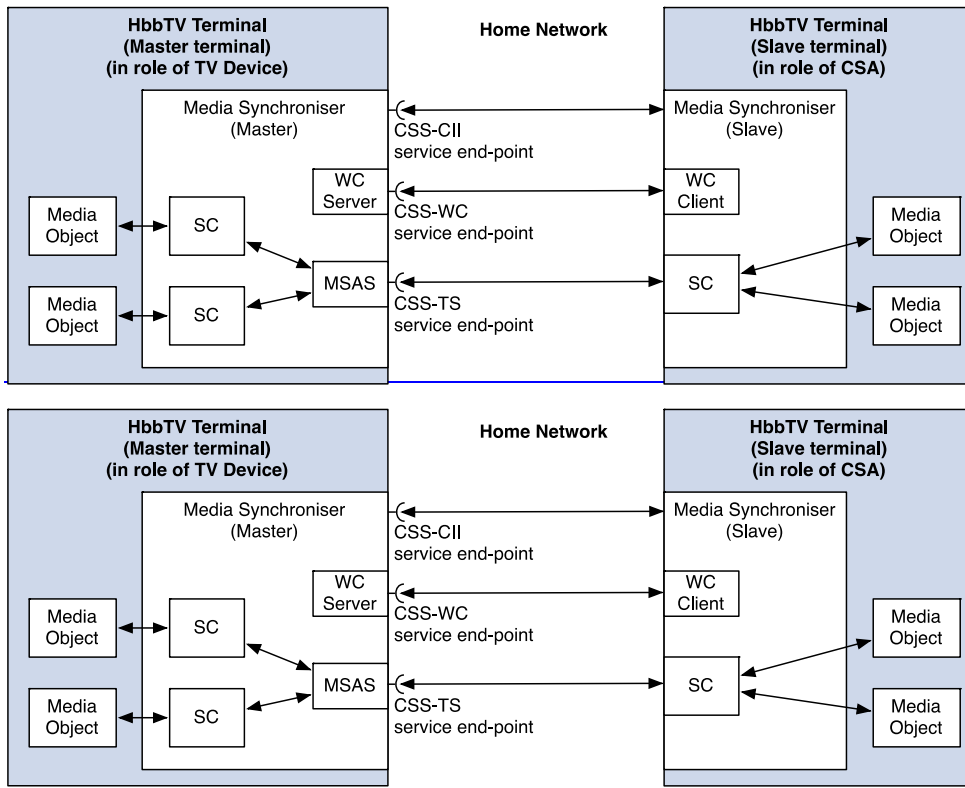 HbbTV Terminal
(Master terminal)
(in role of TV Device)
Home Network
HbbTV Terminal
(Slave terminal)
(in role of CSA)
Media Synchroniser
(Master)
CSS-CII
service end-point
Media Synchroniser
(Slave)
WC
Server
CSS-WC
service end-point
WC
Client
Media
Object
SC
Media
Object
MSAS
CSS-TS
service end-point
SC
Media
Object
SC
Media
Object
HbbTV Terminal
(Master terminal)
(in role of TV Device)
Home Network
HbbTV Terminal
(Slave terminal)
(in role of CSA)
Media Synchroniser
(Master)
CSS-CII
service end-point
Media Synchroniser
(Slave)
WC
Server
CSS-WC
service end-point
WC
Client
Media
Object
SC
Media
Object
MSAS
CSS-TS
service end-point
SC
Media
Object
SC
Media
Object